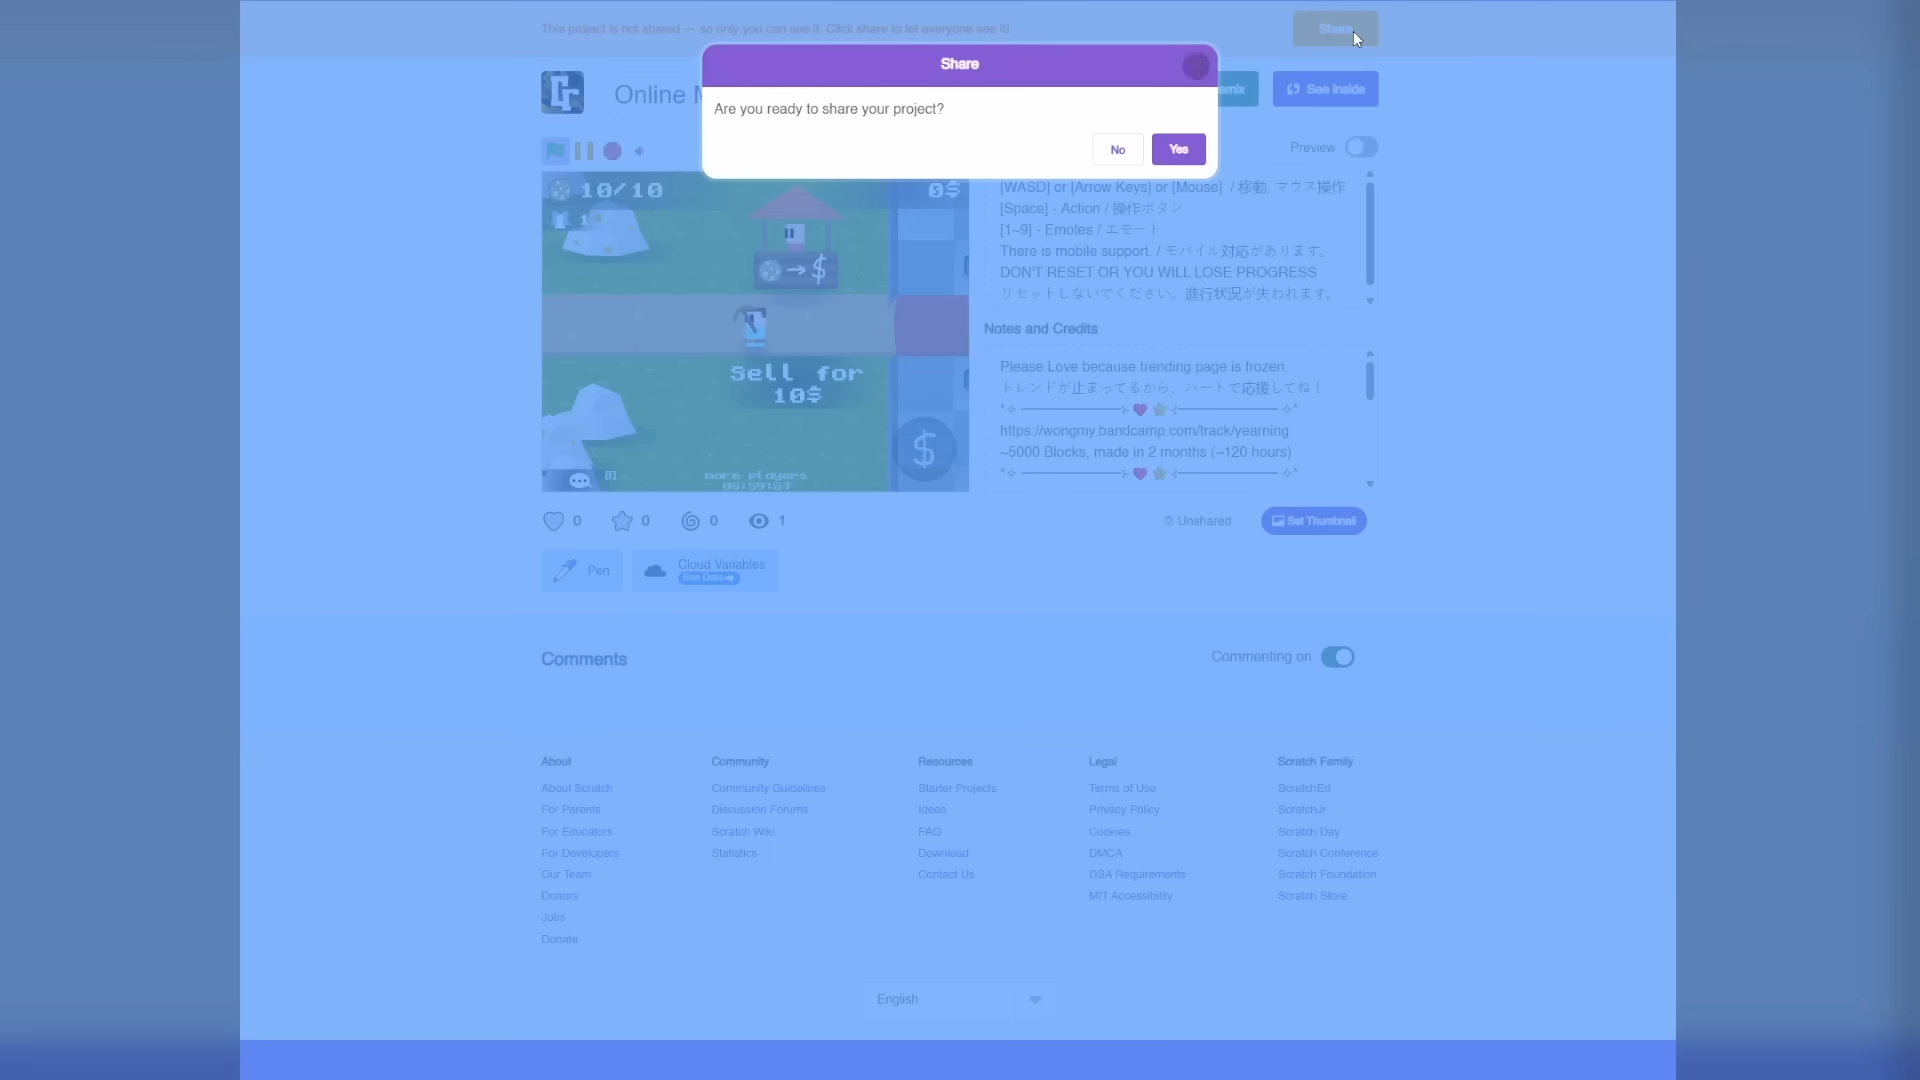 This project is not shared — so only you can see it. Click share to let everyone see it!
Share
Share
Are you ready to share your project?
No
Yes
Online
emix
See Inside
Preview
10/10
0$
1
$
Sell for
10$
$
[E]
more players
05:59:57
[WASD] or [Arrow Keys] or [Mouse] / 移動, マウス操作
[Space] - Action / 操作ボタン
[1~9] - Emotes / エモート
There is mobile support. / モバイル対応があります。
DON'T RESET OR YOU WILL LOSE PROGRESS
リセットしないでください。進行状況が失われます。
Notes and Credits
Please Love because trending page is frozen.
トレンドが止まってるから、ハートで応援してね！
https://wongmy.bandcamp.com/track/yearning
~5000 Blocks, made in 2 months (~120 hours)
0
0
0
1
Unshared
Set Thumbnail
Pen
Cloud Variables
See Data
Comments
Commenting on
About
About Scratch
For Parents
For Educators
For Developers
Our Team
Donors
Jobs
Donate
Community
Community Guidelines
Discussion Forums
Scratch Wiki
Statistics
Resources
Starter Projects
Ideas
FAQ
Download
Contact Us
Legal
Terms of Use
Privacy Policy
Cookies
DMCA
DSA Requirements
MIT Accessibility
Scratch Family
ScratchEd
ScratchJr
Scratch Day
Scratch Conference
Scratch Foundation
Scratch Store
English